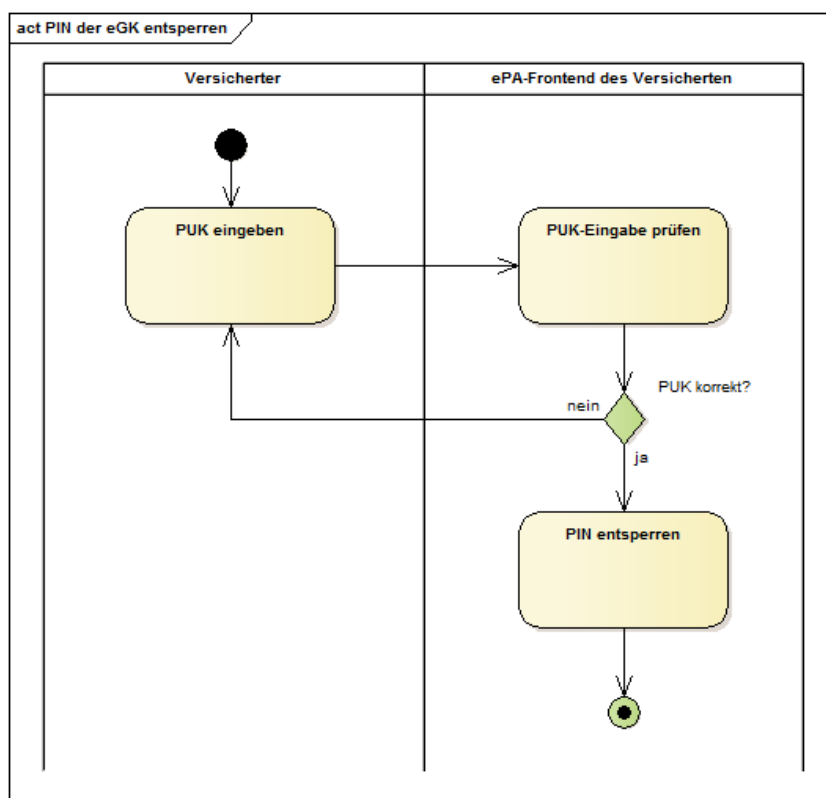 act PIN der eGK entsperren
Versicherter
ePA-Frontend des Versicherten
PUK eingeben
PUK-Eingabe prüfen
PUK korrekt?
nein
ja
PIN entsperren